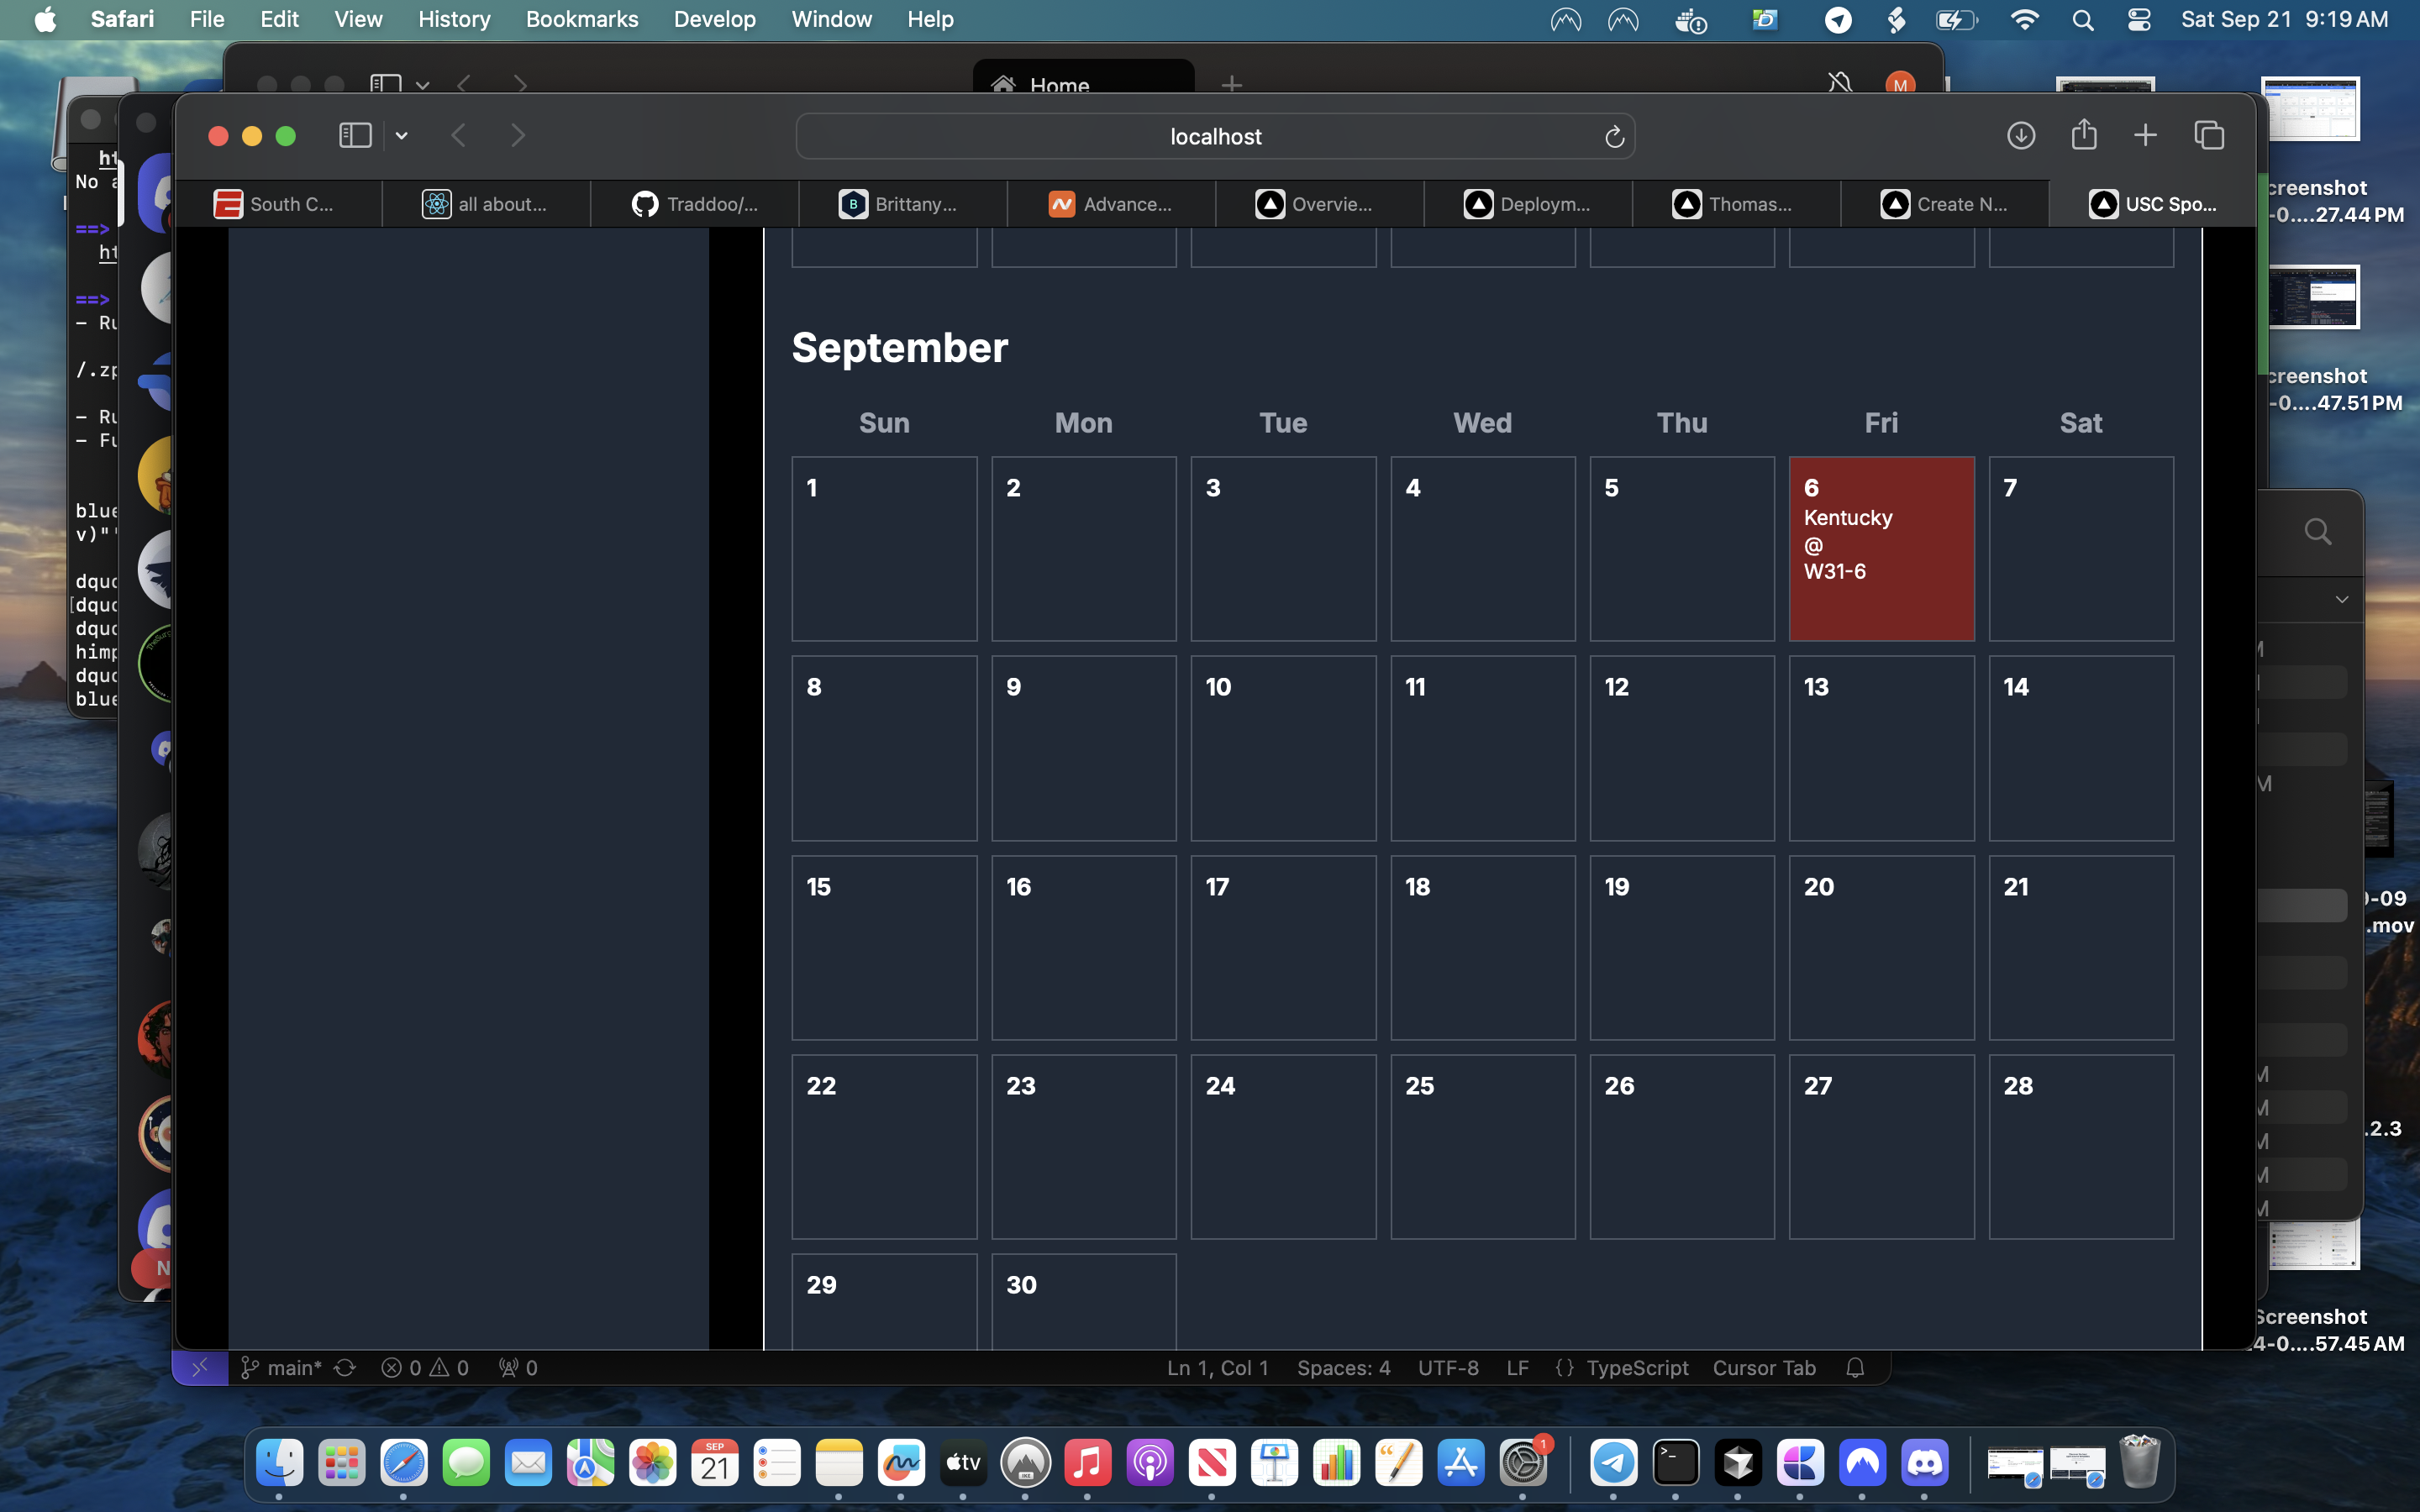 Safari File Edit View History Bookmarks Develop Window Help Sat Sep 21 9:19 AM
Home
M
localhost
South C... all about... Traddoo/... Brittany... Advance... Overvie... Deploym... Thomas... Create N... USC Spo...
September
Sun Mon Tue Wed Thu Fri Sat
1 2 3 4 5 6 7
Kentucky
@
W31-6
8 9 10 11 12 13 14
15 16 17 18 19 20 21
22 23 24 25 26 27 28
29 30
ht
No a
==>
ht
==>
- Ru
/.zp
- Ru
- Fu
blue
v)"'
dquo
[dquo
dquo
himp
dquo
blue
N
creenshot
-0....27.44 PM
creenshot
-0....47.51 PM
-09
.mov
.2.3
Screenshot
4-0....57.45 AM
main* 0 0 0 Ln 1, Col 1 Spaces: 4 UTF-8 LF {} TypeScript Cursor Tab
SEP
21
tv
1